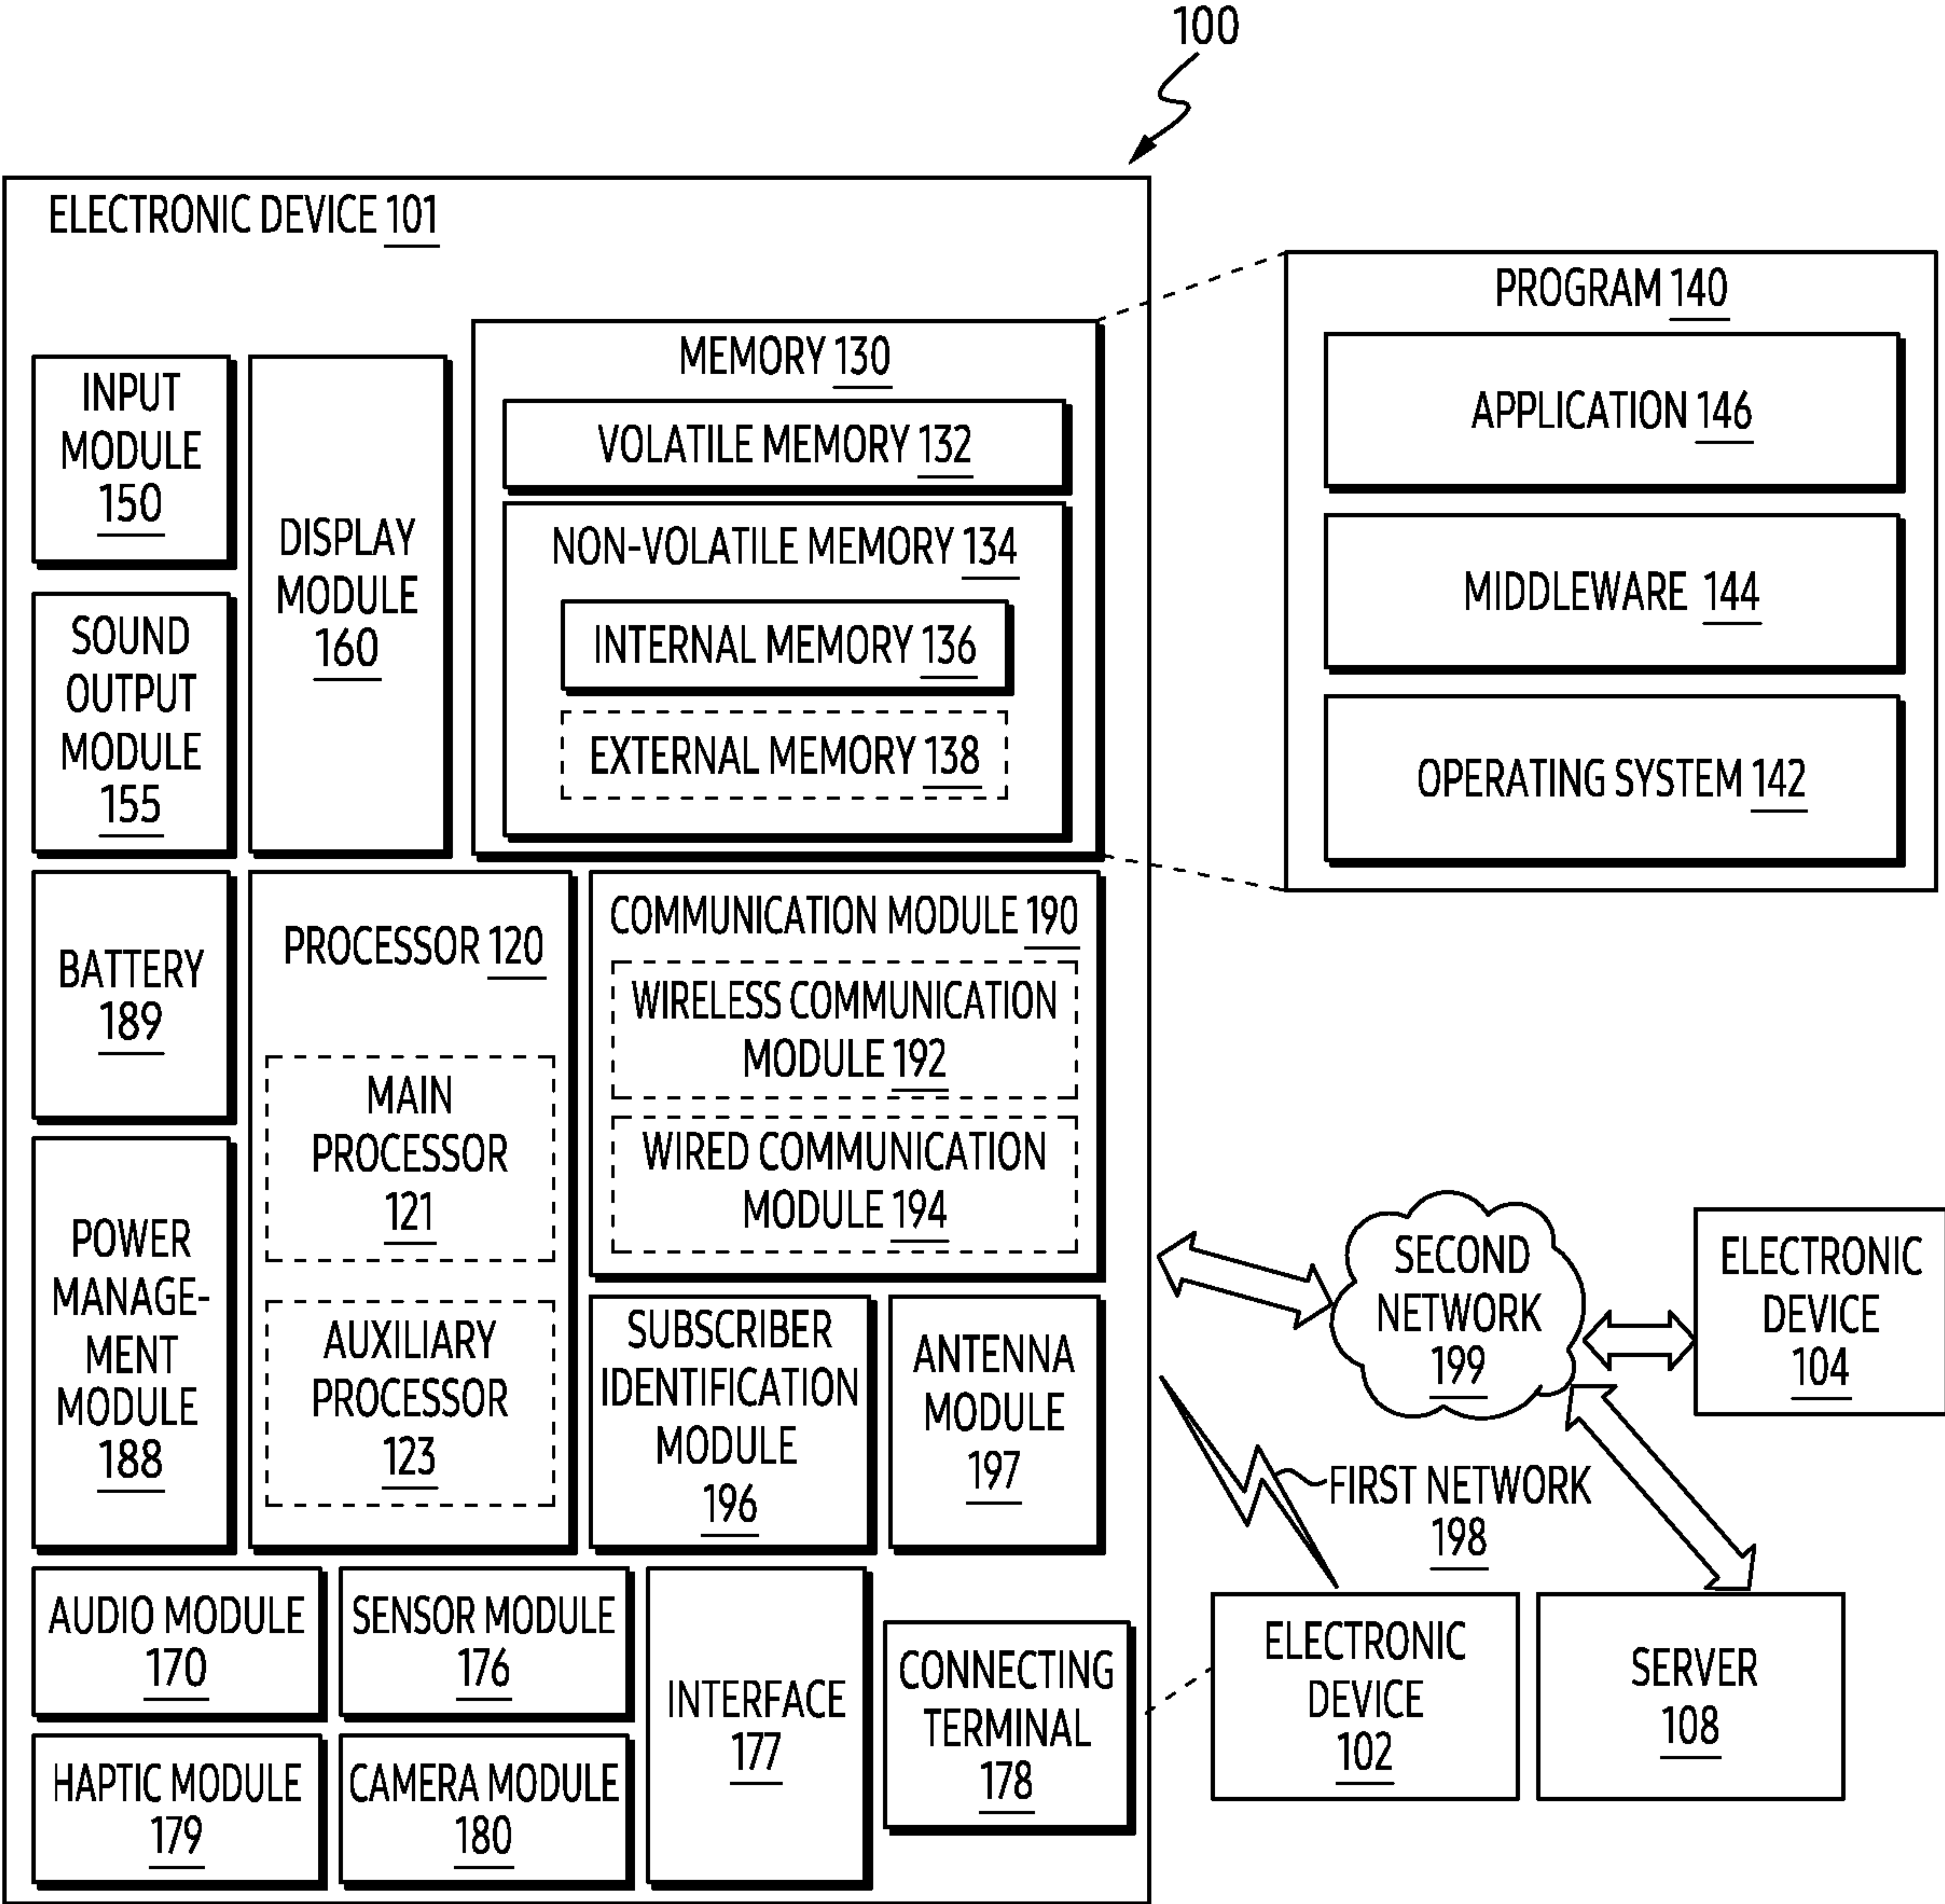 100
ELECTRONIC DEVICE 101
INPUT
MODULE
150
SOUND
OUTPUT
MODULE
155
DISPLAY
MODULE
160
MEMORY 130
VOLATILE MEMORY 132
NON-VOLATILE MEMORY 134
INTERNAL MEMORY 136
EXTERNAL MEMORY 138
PROGRAM 140
APPLICATION 146
MIDDLEWARE 144
OPERATING SYSTEM 142
BATTERY
189
POWER
MANAGE-
MENT
MODULE
188
PROCESSOR 120
MAIN
PROCESSOR
121
AUXILIARY
PROCESSOR
123
COMMUNICATION MODULE 190
WIRELESS COMMUNICATION
MODULE 192
WIRED COMMUNICATION
MODULE 194
SUBSCRIBER
IDENTIFICATION
MODULE
196
ANTENNA
MODULE
197
AUDIO MODULE
170
SENSOR MODULE
176
HAPTIC MODULE
179
CAMERA MODULE
180
INTERFACE
177
CONNECTING
TERMINAL
178
SECOND
NETWORK
199
ELECTRONIC
DEVICE
104
FIRST NETWORK
198
ELECTRONIC
DEVICE
102
SERVER
108